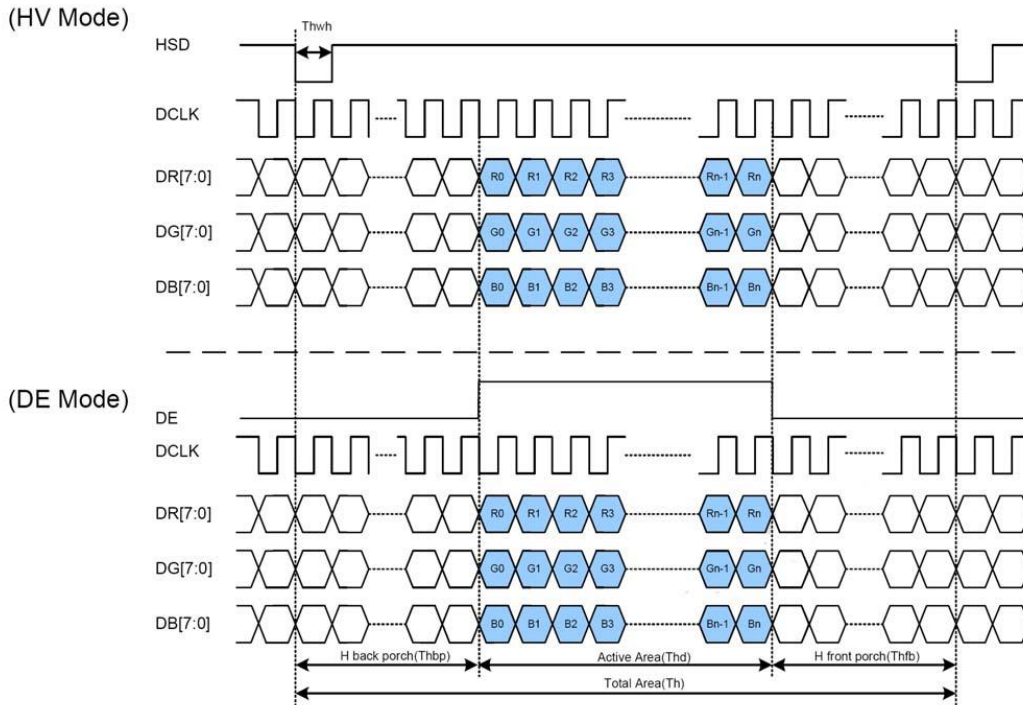 (HV Mode)
Thwh
HSD
DCLK
DR[7:0] R0 R1 R2 R3 Rn-1 Rn
DG[7:0] G0 G1 G2 G3 Gn-1 Gn
DB[7:0] B0 B1 B2 B3 Bn-1 Bn
(DE Mode)
DE
DCLK
DR[7:0] R0 R1 R2 R3 Rn-1 Rn
DG[7:0] G0 G1 G2 G3 Gn-1 Gn
DB[7:0] B0 B1 B2 B3 Bn-1 Bn
H back porch(Thbp) Active Area(Thd) H front porch(Thfb)
Total Area(Th)